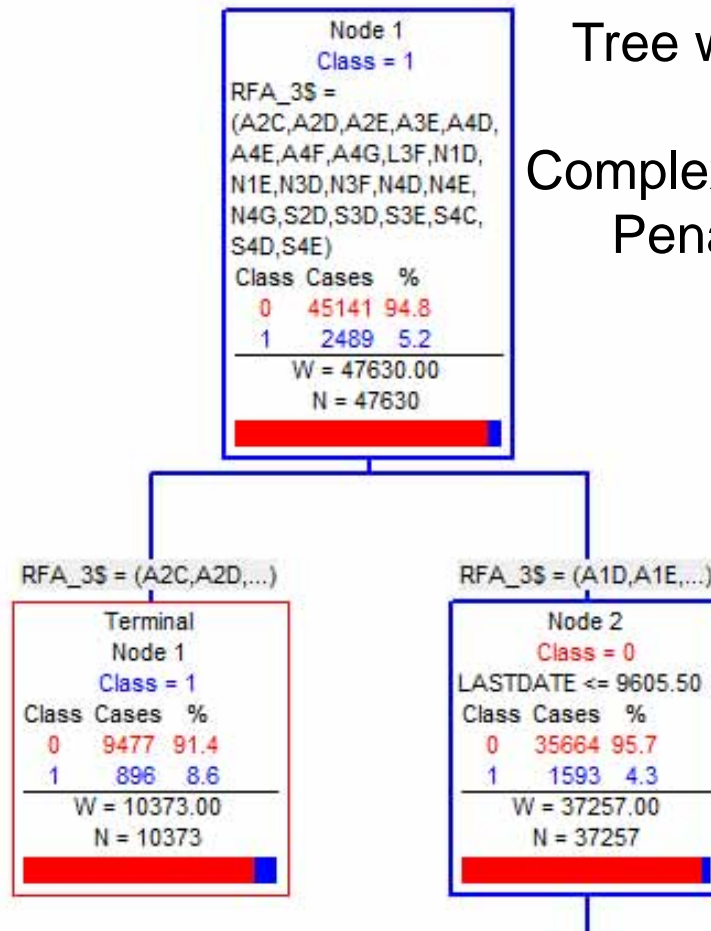 Node 1
Class = 1
RFA_3$ =
(A2C,A2D,A2E,A3E,A4D,
A4E,A4F,A4G,L3F,N1D,
N1E,N3D,N3F,N4D,N4E,
N4G,S2D,S3D,S3E,S4C,
S4D,S4E)
Class Cases %
0 45141 94.8
1 2489 5.2
W = 47630.00
N = 47630
Tree
Comple
Pena
RFA_3$ = (A2C,A2D,...)
Terminal
Node 1
Class = 1
Class Cases %
0 9477 91.4
1 896 8.6
W = 10373.00
N = 10373
RFA_3$ = (A1D,A1E,...)
Node 2
Class = 0
LASTDATE <= 9605.50
Class Cases %
0 35664 95.7
1 1593 4.3
W = 37257.00
N = 37257